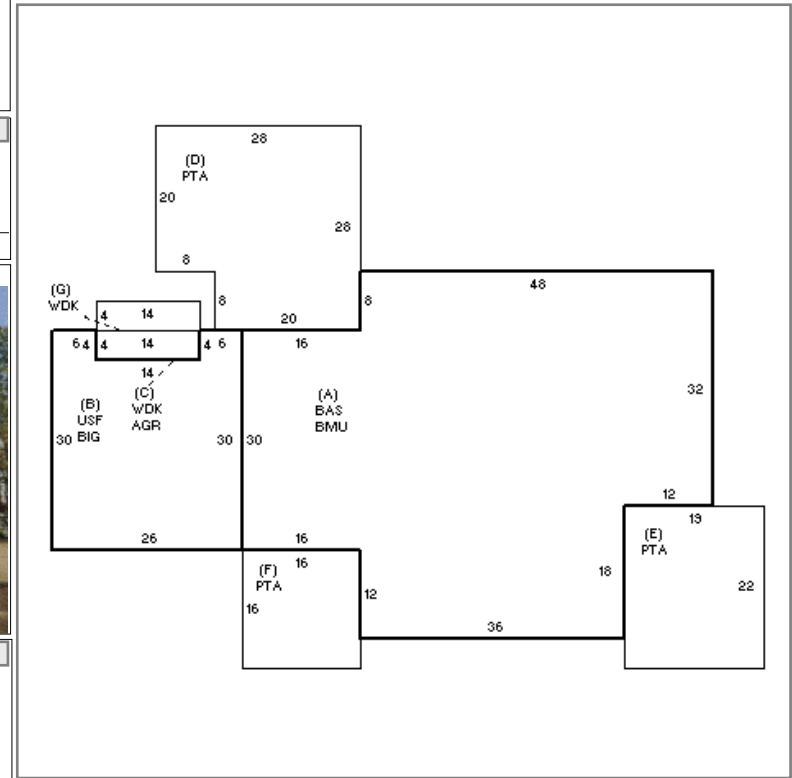 28
(D)
PTA
20
28
8
(G)
WDK
4 14
8
20
8
48
6 4 4 14 4 6
16
14
(C)
WDK
AGR
(B)
USF
BIG
(A)
BAS
BMU
32
30
30 30
12
19
26
16
16
(F)
PTA
16
12
18
(E)
PTA
22
36